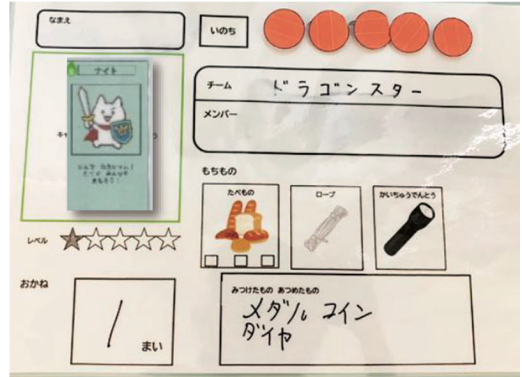 なまえ
いのち
ナイト
チーム ドラゴンスター
メンバー
もちもの
たべもの
ロープ
かいちゅうでんとう
レベル
おかね
1 まい
みつけたもの あつめたもの
メダル コイン
ダイヤ